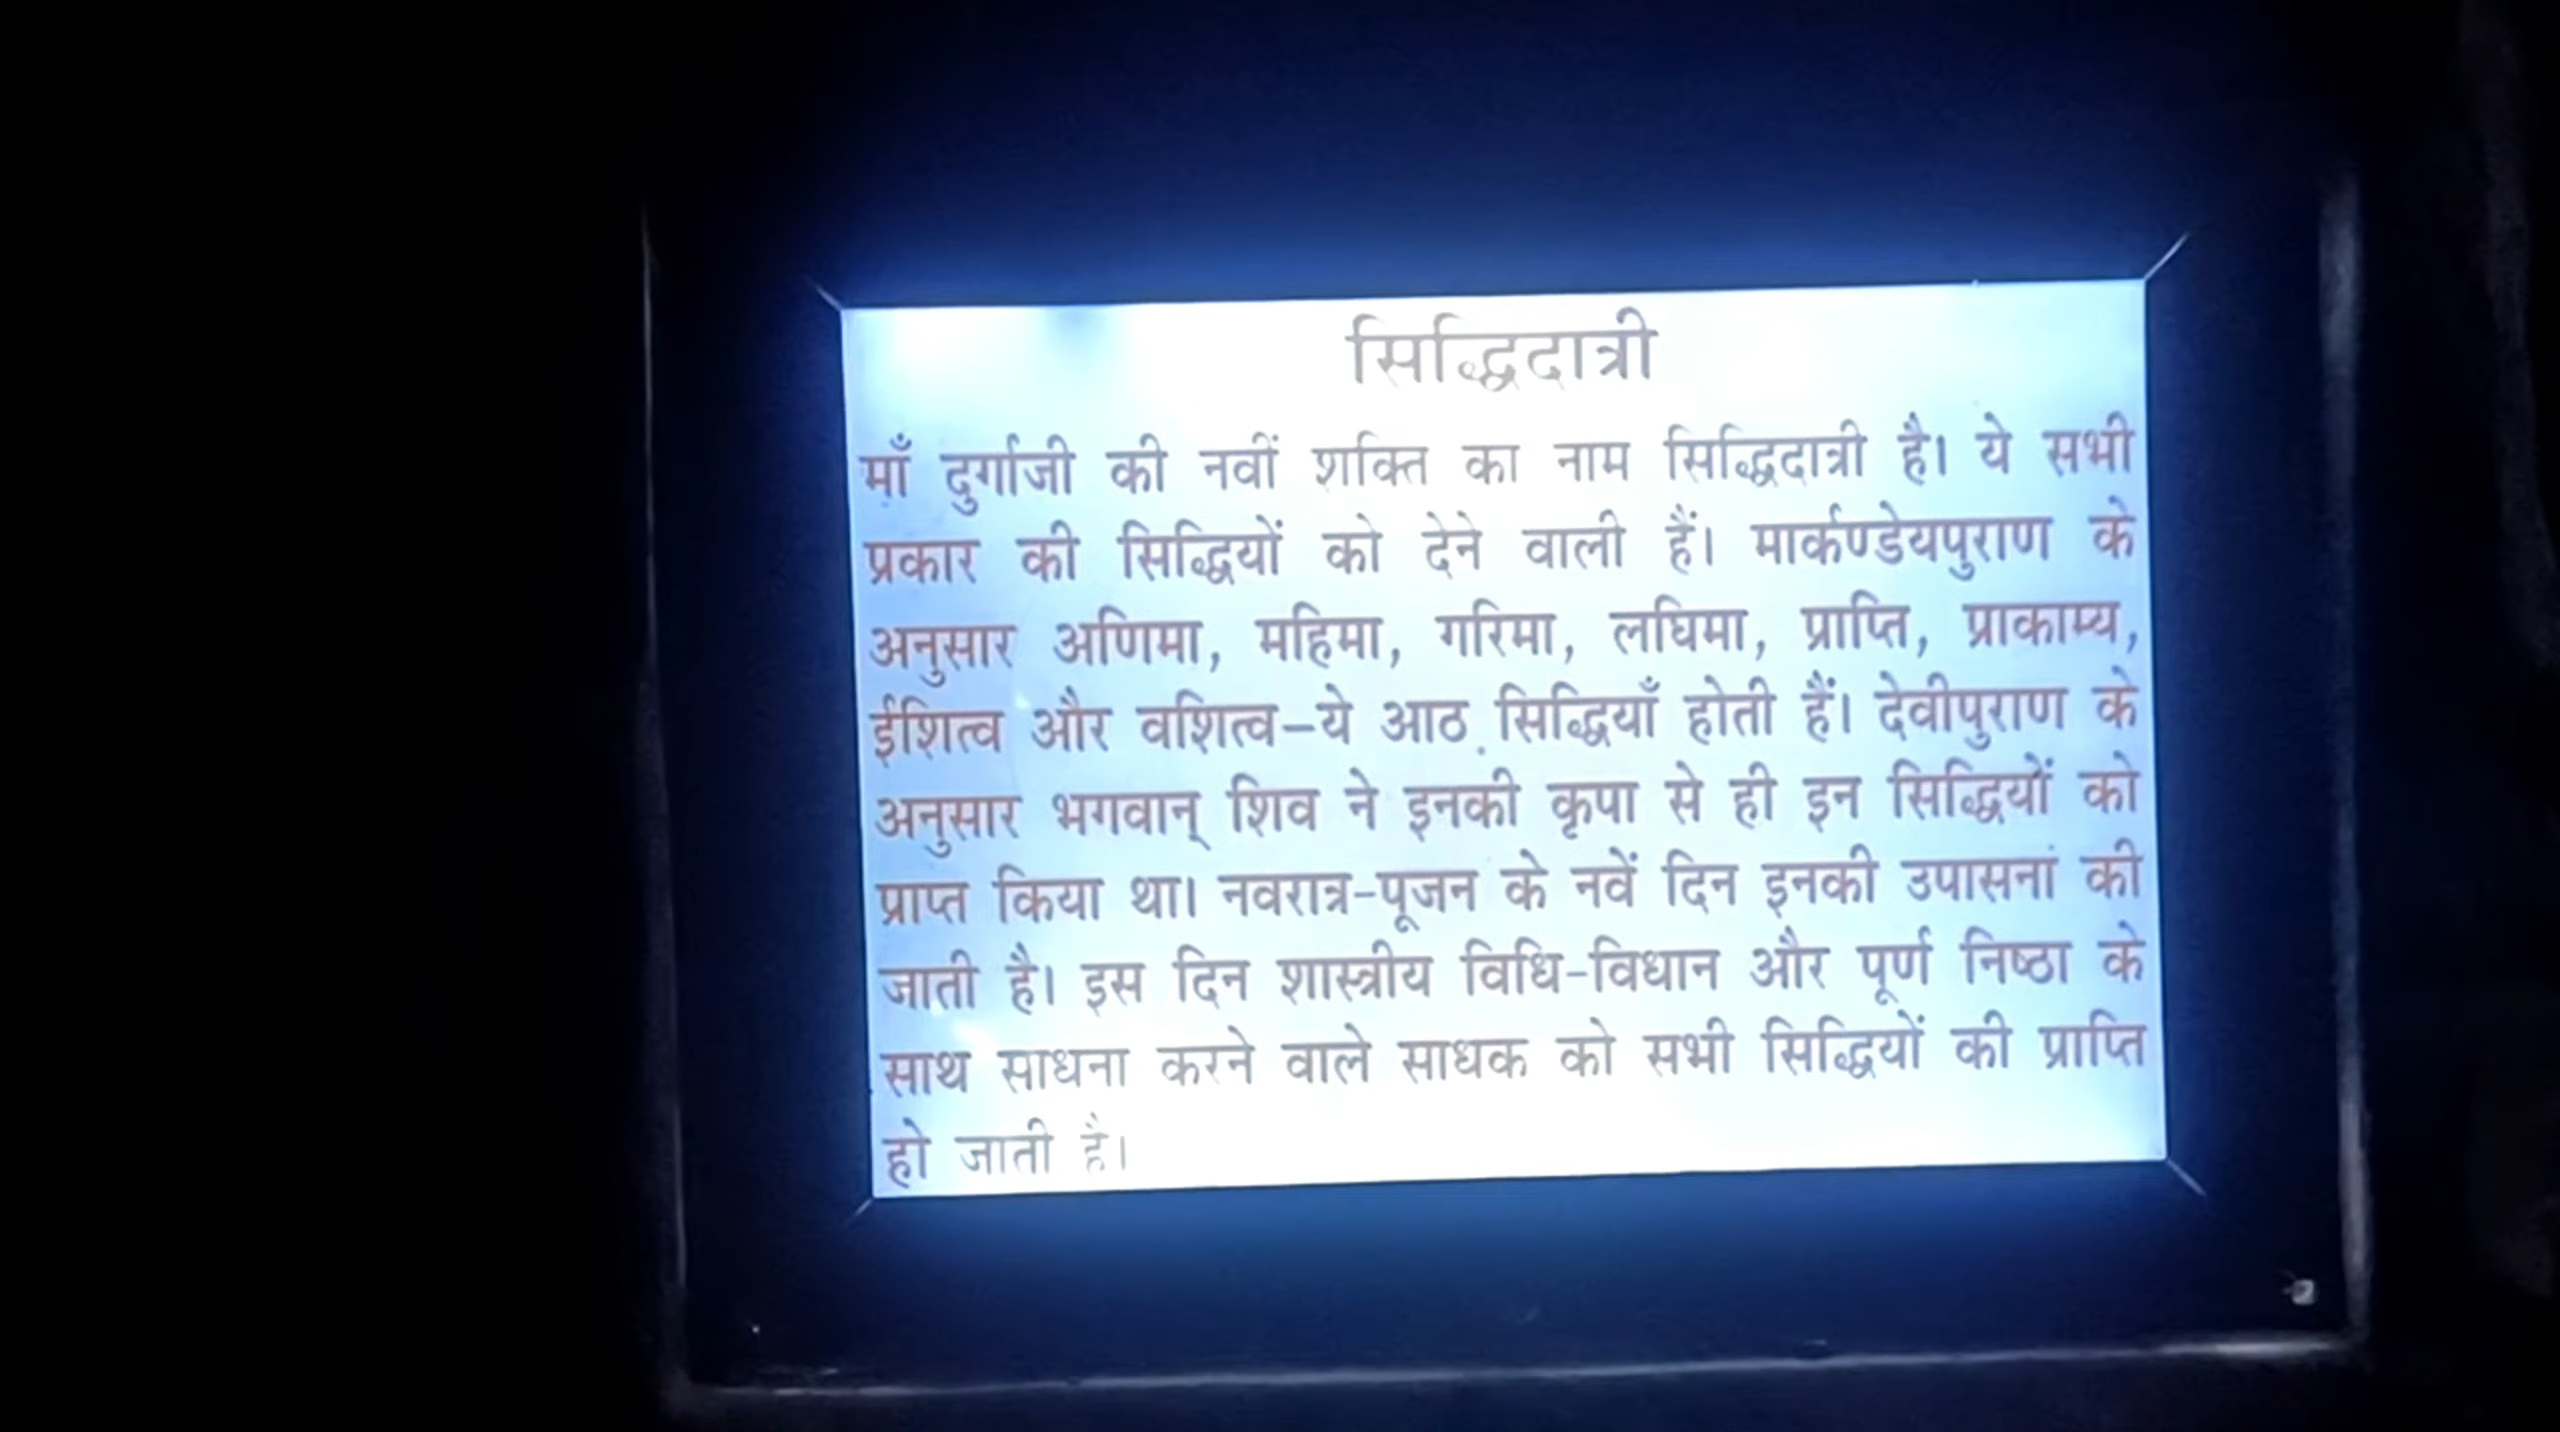 सिद्धिदात्री
माँ दुर्गाजी की नवीं शक्ति का नाम सिद्धिदात्री है। ये सभी
प्रकार की सिद्धियों को देने वाली हैं। मार्कण्डेयपुराण के
अनुसार अणिमा, महिमा, गरिमा, लघिमा, प्राप्ति, प्राकाम्य,
ईशित्व और वशित्व–ये आठ सिद्धियाँ होती हैं। देवीपुराण के
अनुसार भगवान् शिव ने इनकी कृपा से ही इन सिद्धियों को
प्राप्त किया था। नवरात्र-पूजन के नवें दिन इनकी उपासना की
जाती है। इस दिन शास्त्रीय विधि-विधान और पूर्ण निष्ठा के
साथ साधना करने वाले साधक को सभी सिद्धियों की प्राप्ति
हो जाती है।